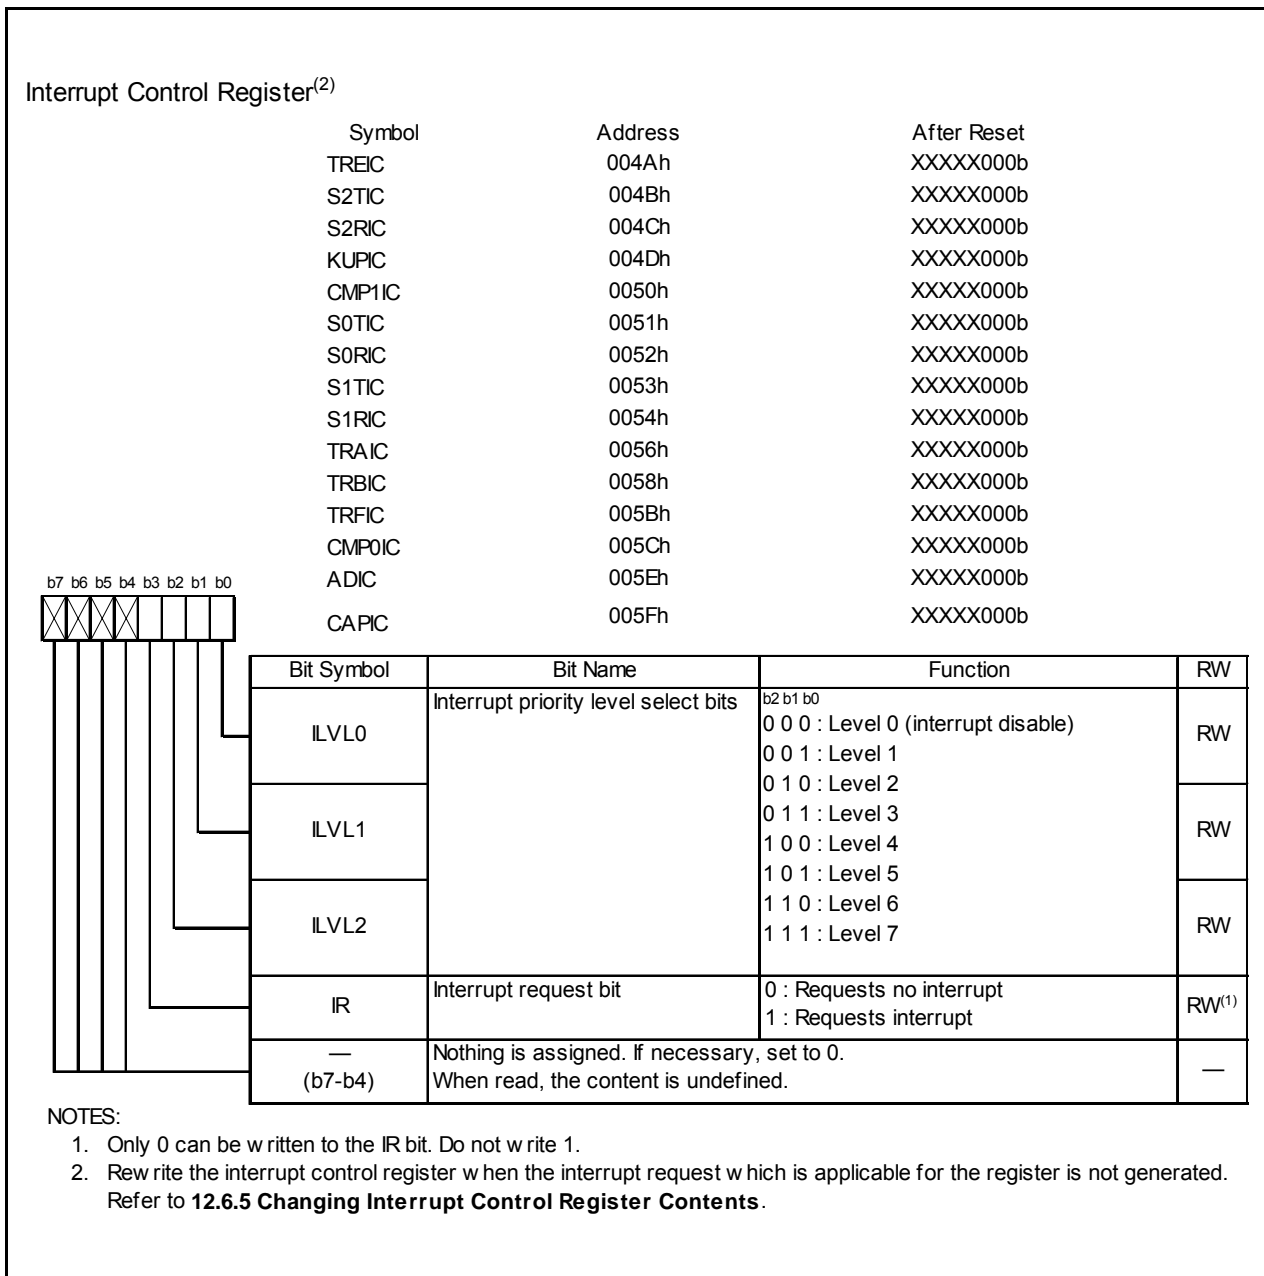 Interrupt Control Register(2)
Symbol Address After Reset
TREIC 004Ah XXXXX000b
S2TIC 004Bh XXXXX000b
S2RIC 004Ch XXXXX000b
KUPIC 004Dh XXXXX000b
CMP1IC 0050h XXXXX000b
S0TIC 0051h XXXXX000b
S0RIC 0052h XXXXX000b
S1TIC 0053h XXXXX000b
S1RIC 0054h XXXXX000b
TRAIC 0056h XXXXX000b
TRBIC 0058h XXXXX000b
TRFIC 005Bh XXXXX000b
CMP0IC 005Ch XXXXX000b
ADIC 005Eh XXXXX000b
CAPIC 005Fh XXXXX000b
b7 b6 b5 b4 b3 b2 b1 b0
Bit Symbol Bit Name Function RW
ILVL0 Interrupt priority level select bits b2 b1 b0
0 0 0 : Level 0 (interrupt disable) RW
0 0 1 : Level 1
0 1 0 : Level 2
ILVL1 0 1 1 : Level 3 RW
1 0 0 : Level 4
1 0 1 : Level 5
ILVL2 1 1 0 : Level 6 RW
1 1 1 : Level 7
IR Interrupt request bit 0 : Requests no interrupt RW(1)
1 : Requests interrupt
— Nothing is assigned. If necessary, set to 0. —
(b7-b4) When read, the content is undefined.
NOTES:
1. Only 0 can be written to the IR bit. Do not write 1.
2. Rewrite the interrupt control register when the interrupt request which is applicable for the register is not generated.
Refer to 12.6.5 Changing Interrupt Control Register Contents.